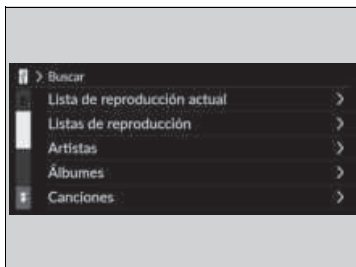 Buscar
Lista de reproducción actual
Listas de reproducción
Artistas
Álbumes
Canciones